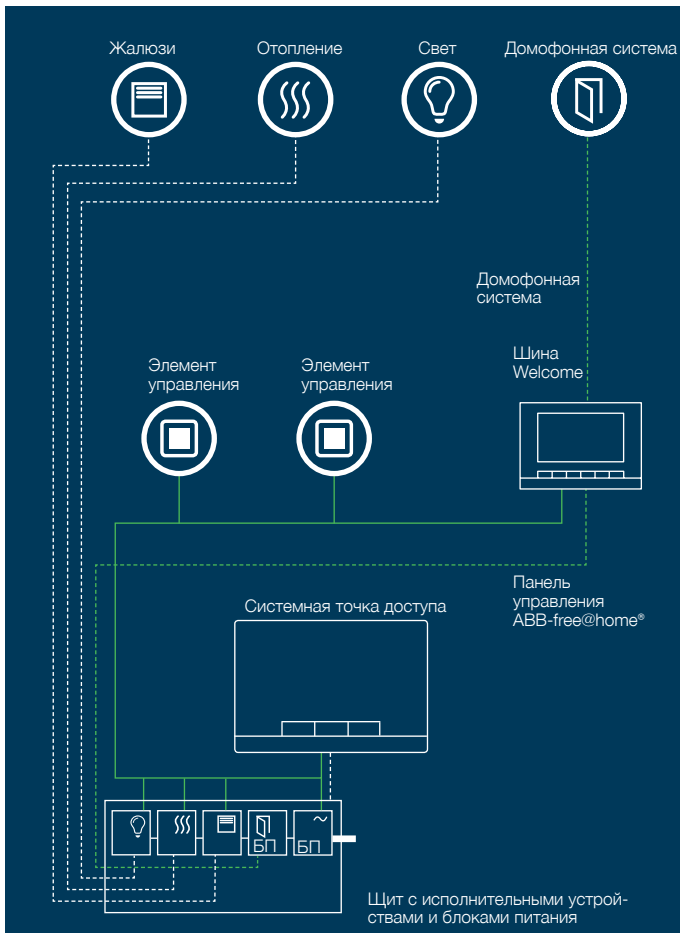 Жалюзи
Отопление
Свет
Домофонная система
Домофонная
система
Шина
Welcome
Элемент
управления
Элемент
управления
Панель
управления
ABB-free@home®
Системная точка доступа
БП
БП
Щит с исполнительными устрой-
ствами и блоками питания